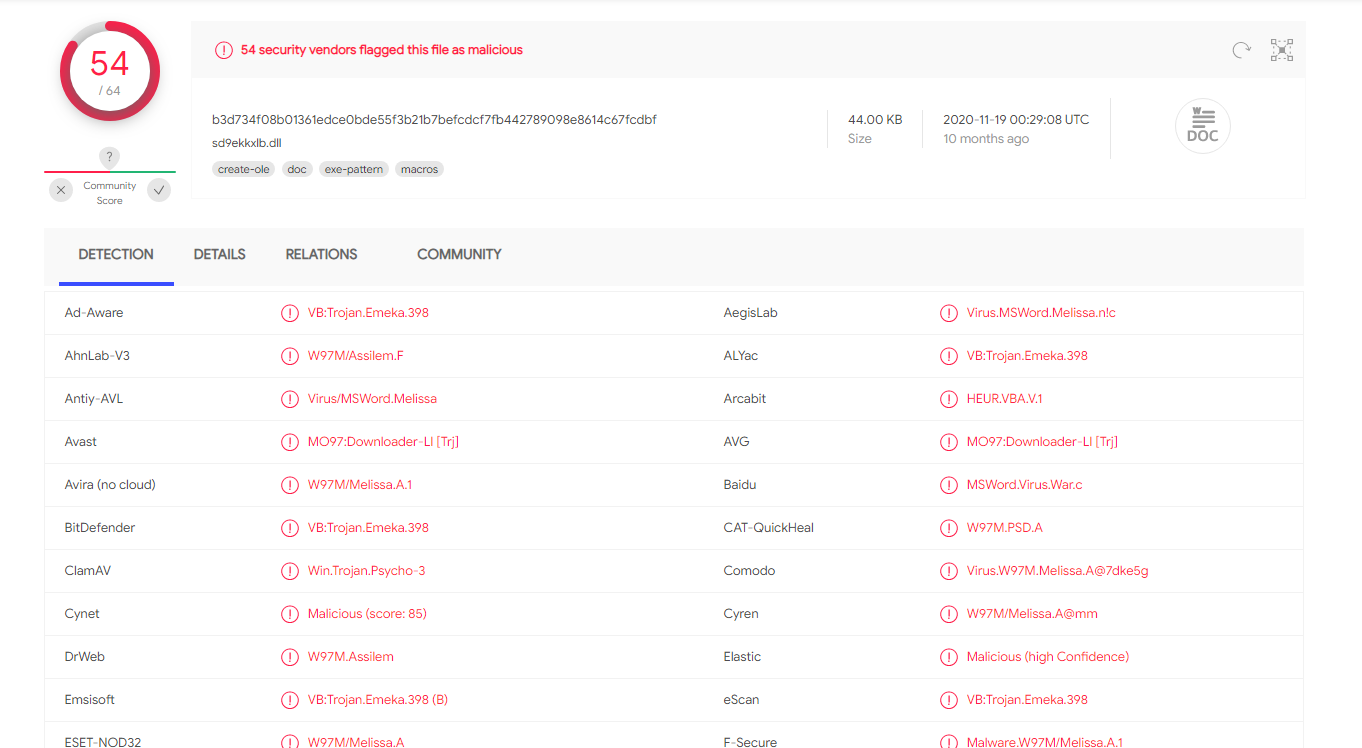 54
/ 64
54 security vendors flagged this file as malicious
b3d734f08b01361edce0bde55f3b21b7befcdcf7fb442789098e8614c67fcdbf
sd9ekkxlb.dll
create-ole doc exe-pattern macros
44.00 KB
Size
2020-11-19 00:29:08 UTC
10 months ago
W
DOC
?
Community
Score
DETECTION DETAILS RELATIONS COMMUNITY
Ad-Aware VB:Trojan.Emeka.398 AegisLab Virus.MSWord.Melissa.n!c
AhnLab-V3 W97M/Assilem.F ALYac VB:Trojan.Emeka.398
Antiy-AVL Virus/MSWord.Melissa Arcabit HEUR.VBA.V.1
Avast MO97:Downloader-LI [Trj] AVG MO97:Downloader-LI [Trj]
Avira (no cloud) W97M/Melissa.A.1 Baidu MSWord.Virus.War.c
BitDefender VB:Trojan.Emeka.398 CAT-QuickHeal W97M.PSD.A
ClamAV Win.Trojan.Psycho-3 Comodo Virus.W97M.Melissa.A@7dke5g
Cynet Malicious (score: 85) Cyren W97M/Melissa.A@mm
DrWeb W97M.Assilem Elastic Malicious (high Confidence)
Emsisoft VB:Trojan.Emeka.398 (B) eScan VB:Trojan.Emeka.398
ESET-NOD32 W97M/Melissa.A F-Secure Malware.W97M/Melissa.A.1